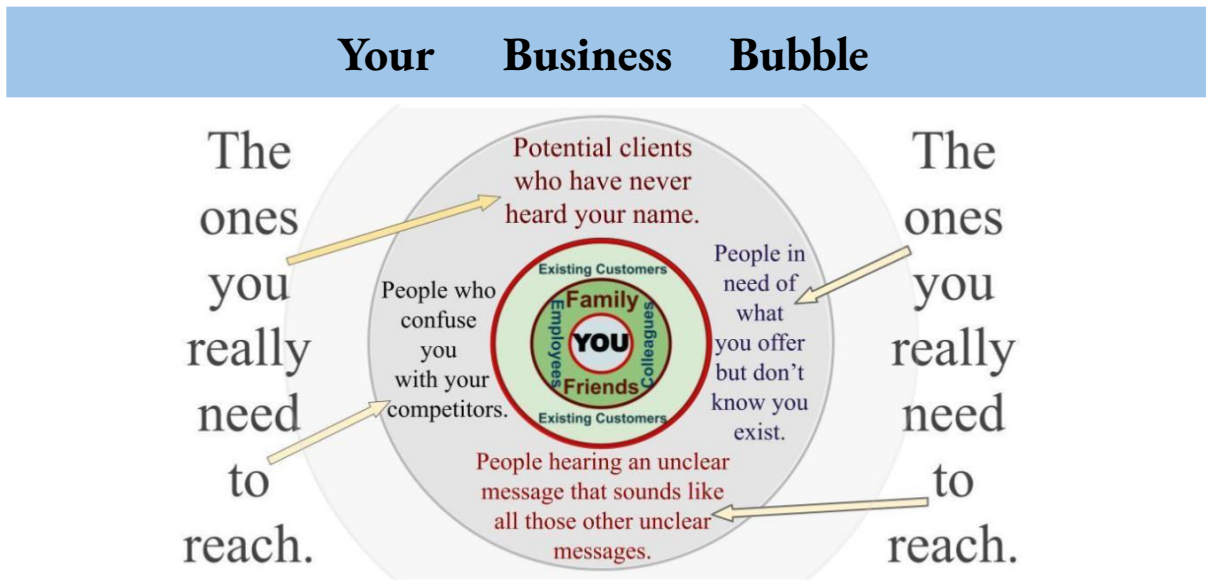 Your Business Bubble
The
ones
you
really
need
to
reach.
Potential clients
who have never
heard your name.
People who
confuse
you
with your
competitors.
Existing Customers
Family
Employees
YOU
Colleagues
Friends
Existing Customers
People in
need of
what
you offer
but don't
know you
exist.
People hearing an unclear
message that sounds like
all those other unclear
messages.
The
ones
you
really
need
to
reach.